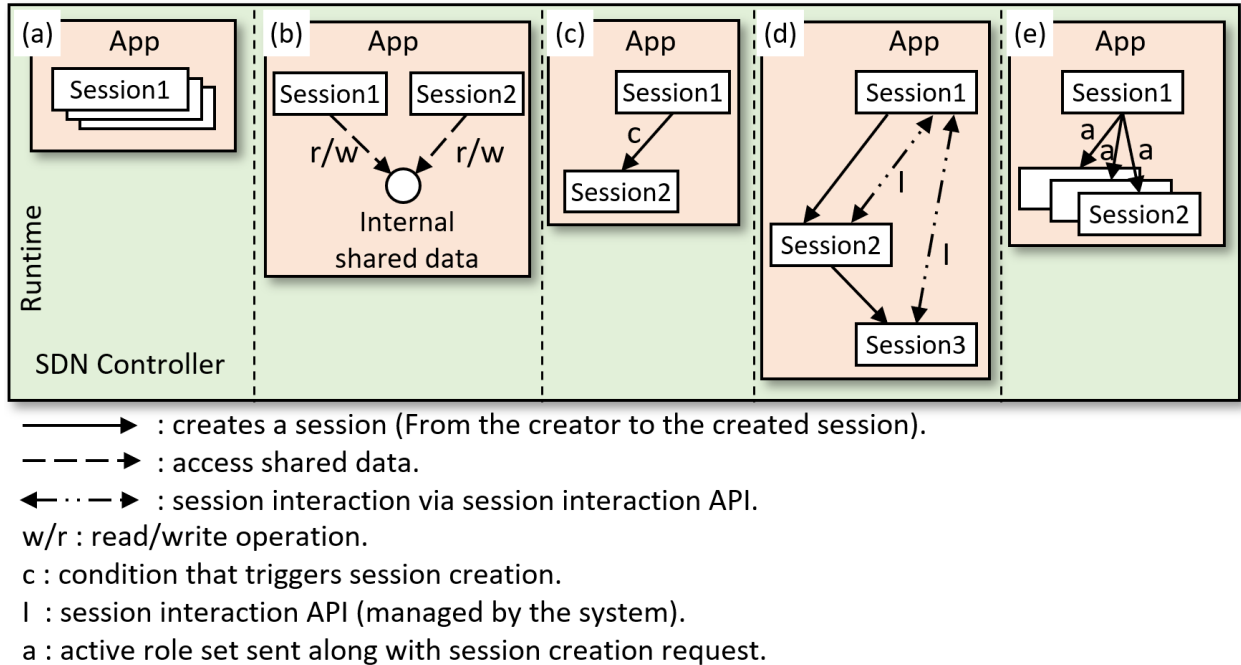 (a)
App
Session1
(b)
App
Session1
Session2
r/w
r/w
Internal
shared data
(c)
App
Session1
c
Session2
(d)
App
Session1
I
Session2
I
Session3
(e)
App
Session1
a
a
a
Session2
Runtime
SDN Controller
: creates a session (From the creator to the created session).
: access shared data.
: session interaction via session interaction API.
w/r : read/write operation.
c : condition that triggers session creation.
I : session interaction API (managed by the system).
a : active role set sent along with session creation request.